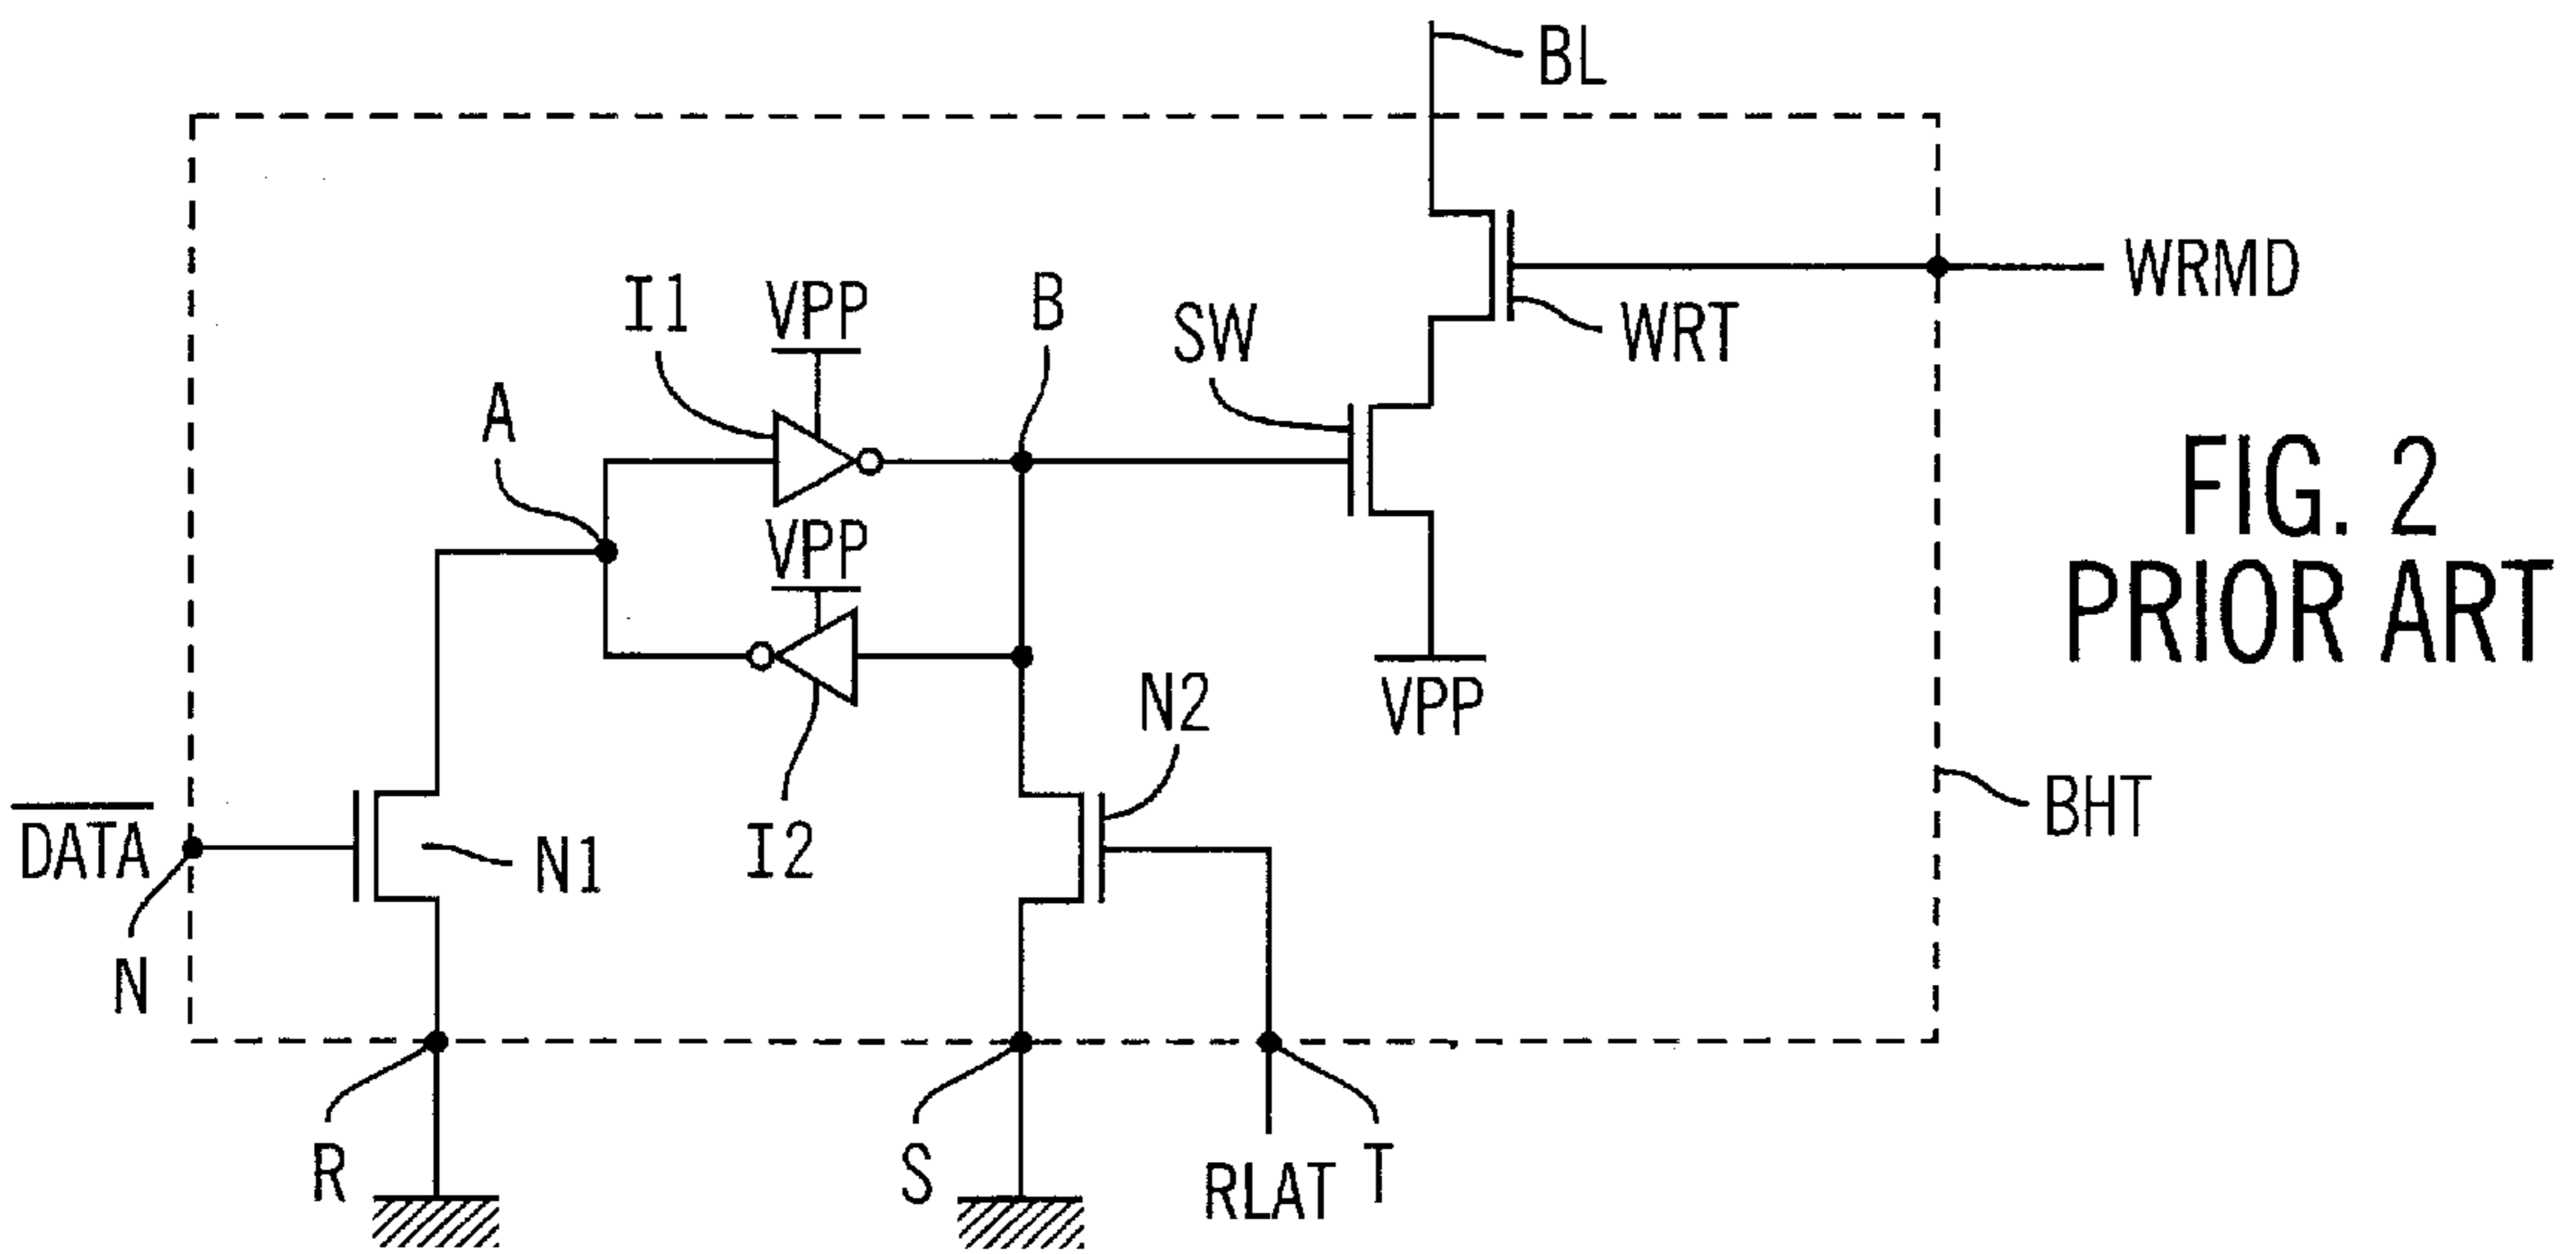 BL
WRMD
I1
VPP
B
SW
WRT
A
FIG. 2
PRIOR ART
VPP
N2
VPP
BHT
DATA
N1
I2
N
R
S
RLAT
T